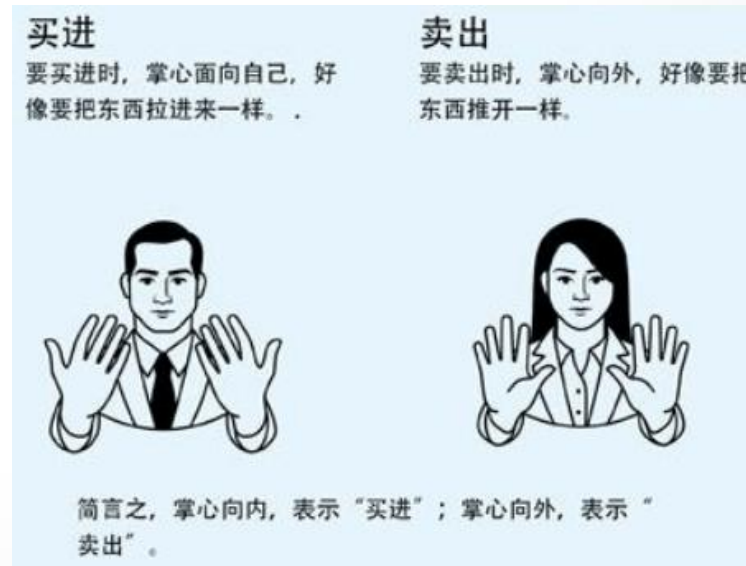 买进
要买进时，掌心面向自己，好
像要把东西拉进来一样。.
卖出
要卖出时，掌心向外，好像要把
东西推开一样。
简言之，掌心向内，表示“买进”；掌心向外，表示“
卖出”。